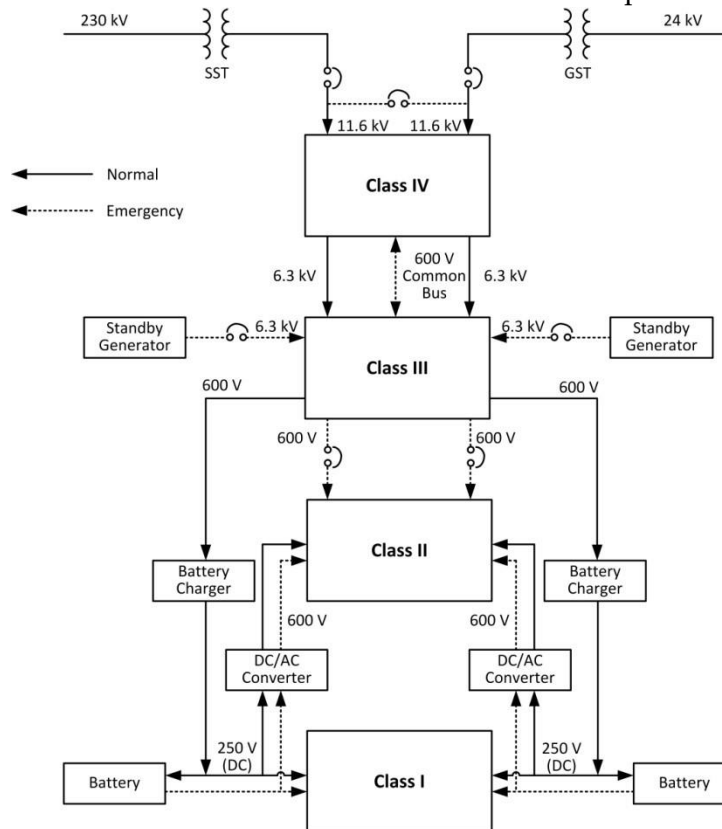 230 kV
24 kV
SST
GST
11.6 kV
11.6 kV
Normal
Class IV
Emergency
600 V
6.3 kV
Common
6.3 kV
Bus
Standby
Generator
6.3 kV
6.3 kV
Standby
Generator
Class III
600 V
600 V
600 V
600 V
Class II
Battery
Charger
Battery
Charger
600 V
600 V
DC/AC
Converter
DC/AC
Converter
250 V
(DC)
250 V
(DC)
Battery
Class I
Battery